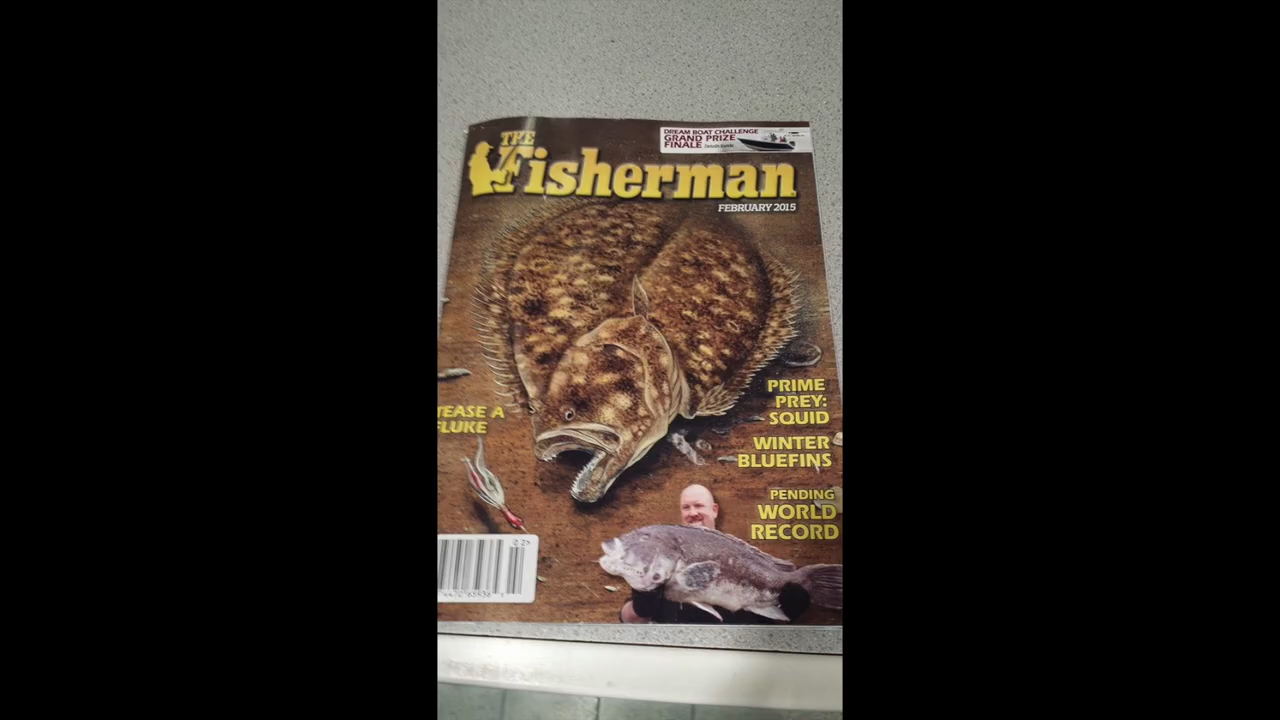 THE
Fisherman
DREAM BOAT CHALLENGE
GRAND PRIZE
FINALE
FEBRUARY 2015
PRIME
PREY:
SQUID
TEASE A
FLUKE
WINTER
BLUEFINS
PENDING
WORLD
RECORD